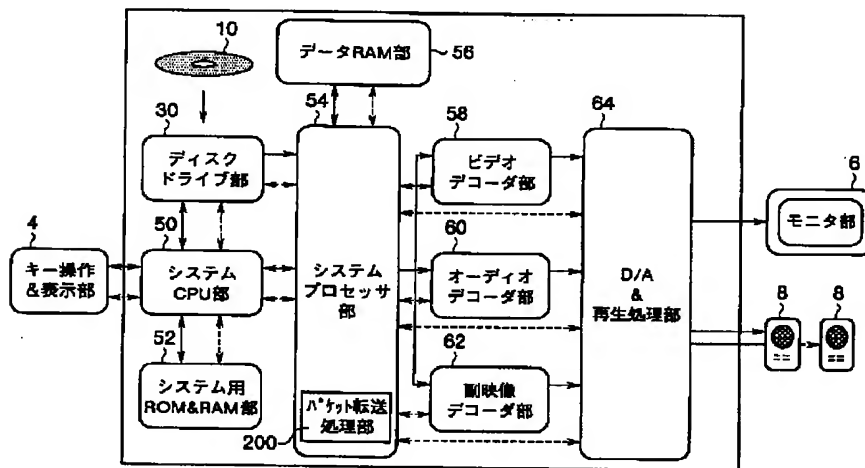 10
データRAM部
56
30
ディスク
ドライブ部
54
システム
プロセッサ
部
58
ビデオ
デコーダ部
64
D/A
&
再生処理部
6
モニタ部
4
キー操作
&表示部
50
システム
CPU部
60
オーディオ
デコーダ部
8
8
52
システム用
ROM&RAM部
62
副映像
デコーダ部
パケット転送
処理部
200